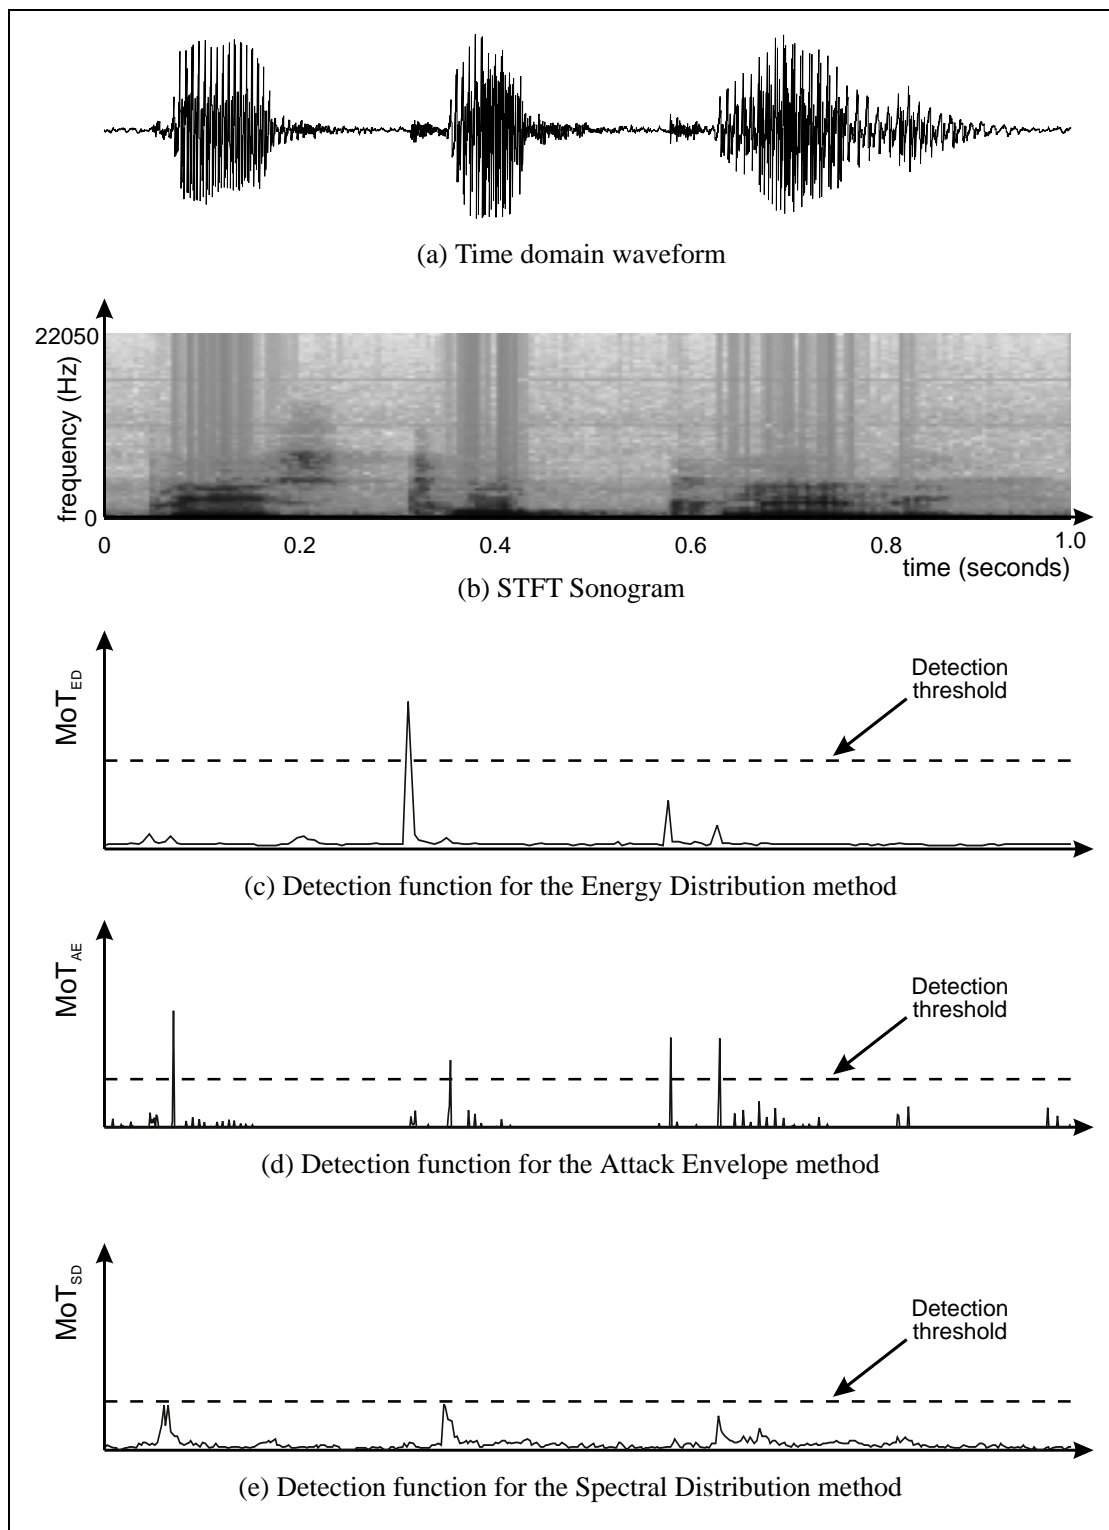 (a) Time domain waveform
22050
frequency (Hz)
0
0 0.2 0.4 0.6 0.8 1.0
time (seconds)
(b) STFT Sonogram
MoT_ED
Detection
threshold
(c) Detection function for the Energy Distribution method
MoT_AE
Detection
threshold
(d) Detection function for the Attack Envelope method
MoT_SD
Detection
threshold
(e) Detection function for the Spectral Distribution method